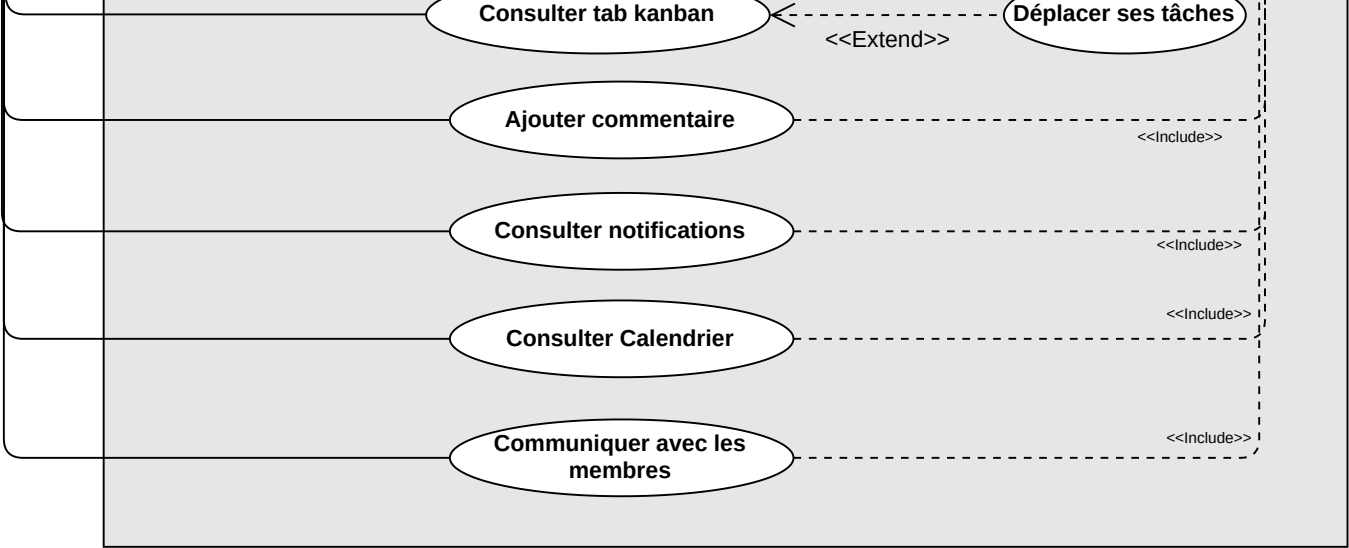 Consulter tab kanban
Déplacer ses tâches
<<Extend>>
Ajouter commentaire
<<Include>>
Consulter notifications
<<Include>>
<<Include>>
Consulter Calendrier
<<Include>>
Communiquer avec les
membres